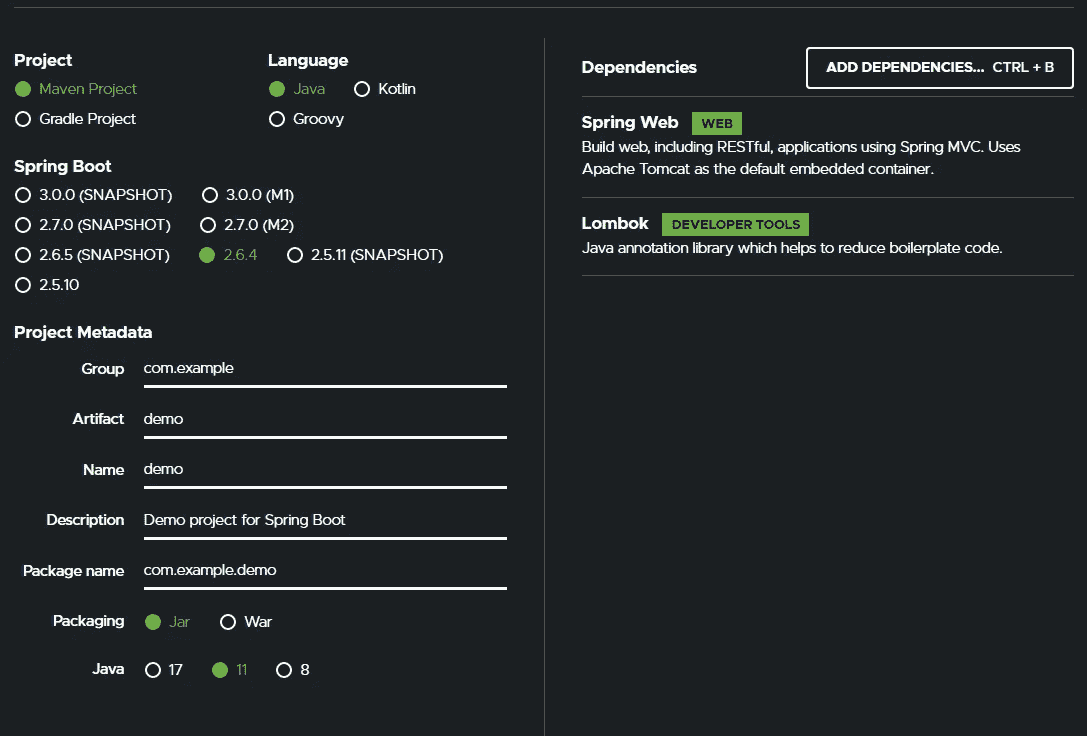 Project
Maven Project
Gradle Project
Language
Java Kotlin
Groovy
Spring Boot
3.0.0 (SNAPSHOT) 3.0.0 (M1)
2.7.0 (SNAPSHOT) 2.7.0 (M2)
2.6.5 (SNAPSHOT) 2.6.4 2.5.11 (SNAPSHOT)
2.5.10
Project Metadata
Group com.example
Artifact demo
Name demo
Description Demo project for Spring Boot
Package name com.example.demo
Packaging Jar War
Java 17 11 8
Dependencies ADD DEPENDENCIES... CTRL + B
Spring Web WEB
Build web, including RESTful, applications using Spring MVC. Uses
Apache Tomcat as the default embedded container.
Lombok DEVELOPER TOOLS
Java annotation library which helps to reduce boilerplate code.